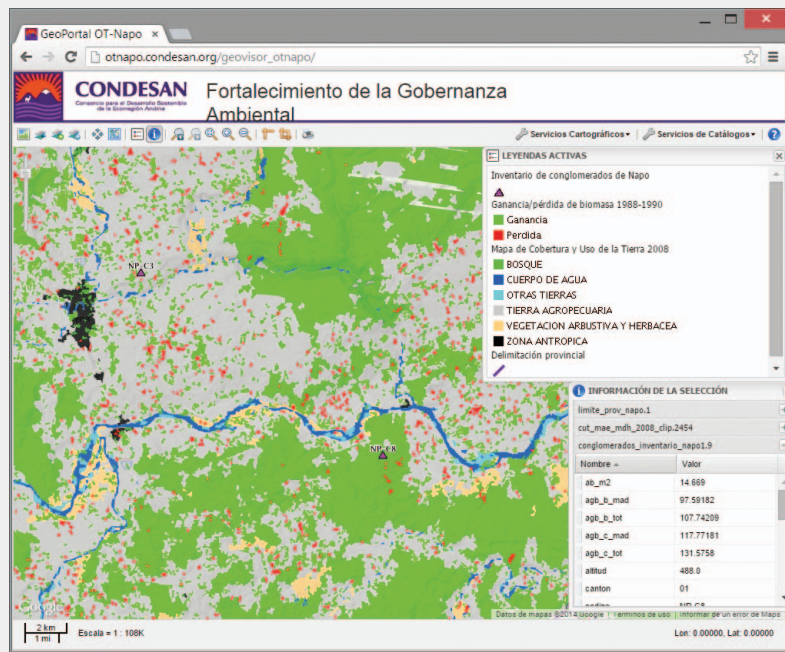 GeoPortal OT-Napo
otnapo.condesan.org/geovisor_otnapo/
CONDESAN
Consorcio para el Desarrollo Sostenible
de la Ecorregión Andina
Fortalecimiento de la Gobernanza
Ambiental
Servicios Cartográficos
Servicios de Catálogos
LEYENDAS ACTIVAS
Inventario de conglomerados de Napo
Ganancia/pérdida de biomasa 1988-1990
Ganancia
Perdida
Mapa de Cobertura y Uso de la Tierra 2008
BOSQUE
CUERPO DE AGUA
OTRAS TIERRAS
TIERRA AGROPECUARIA
VEGETACION ARBUSTIVA Y HERBACEA
ZONA ANTROPICA
Delimitación provincial
NP_C3
NP_C8
INFORMACIÓN DE LA SELECCIÓN
limite_prov_napo.1
cut_mae_mdh_2008_clip.2454
conglomerados_inventario_napo1.9
Nombre Valor
ab_m2 14.669
agb_b_mad 97.59182
agb_b_tot 107.74209
agb_c_mad 117.77181
agb_c_tot 131.5758
altitud 488.0
canton 01
Google
Datos de mapas ©2014 Google Términos de uso Informar de un error de Maps
2 km
1 mi
Escala = 1 : 108K
Lon: 0.00000, Lat: 0.00000